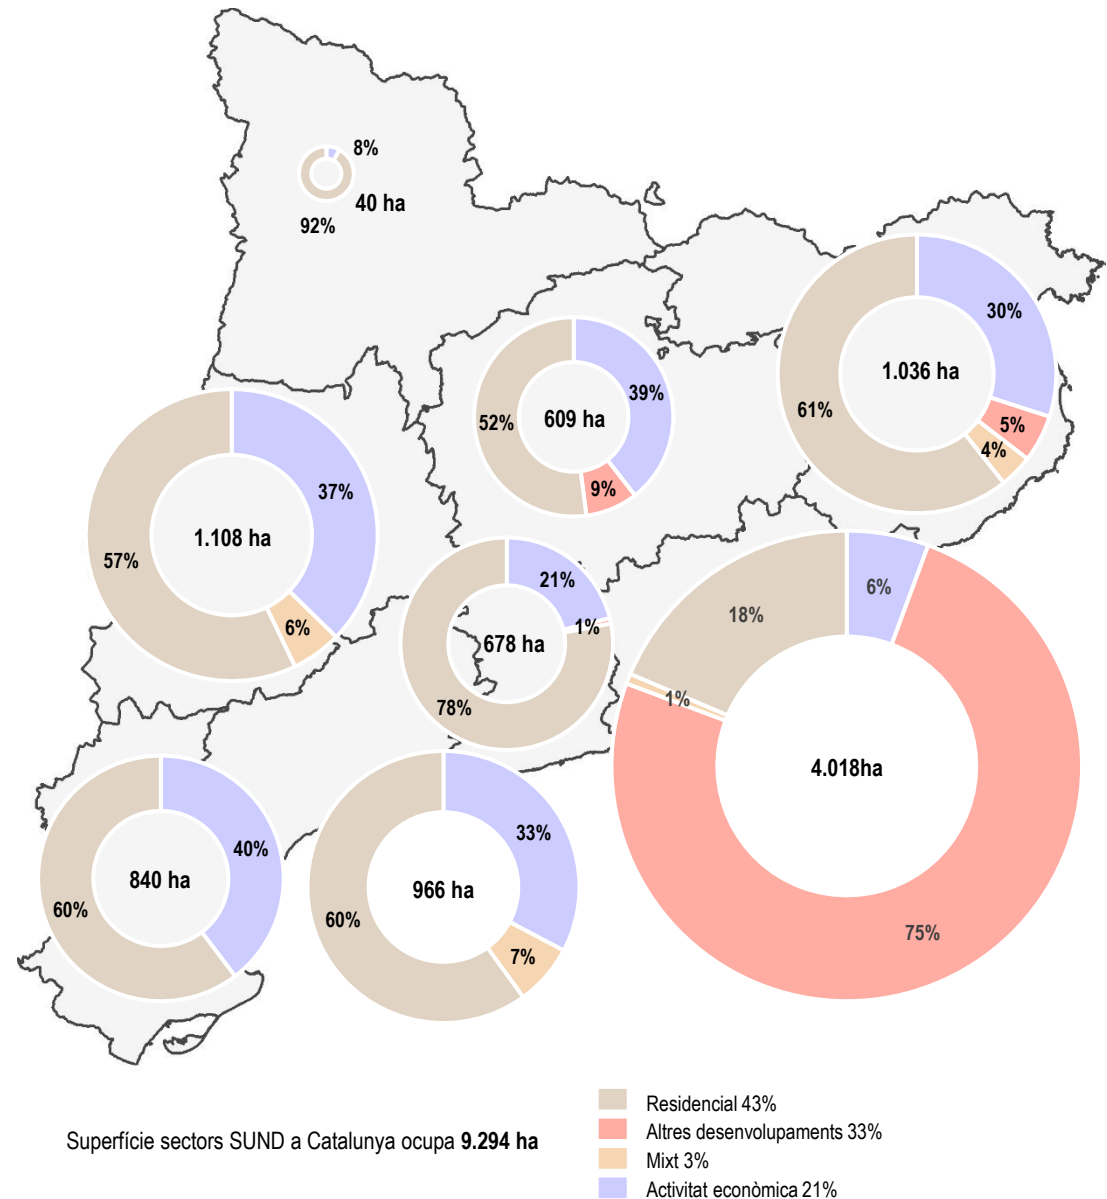 8%
40 ha
92%
30%
1.036 ha
61%
5%
4%
39%
609 ha
52%
9%
37%
1.108 ha
57%
6%
21%
1%
678 ha
78%
6%
18%
1%
4.018ha
75%
40%
840 ha
60%
33%
966 ha
60%
7%
Superfície sectors SUND a Catalunya ocupa 9.294 ha
Residencial 43%
Altres desenvolupaments 33%
Mixt 3%
Activitat econòmica 21%